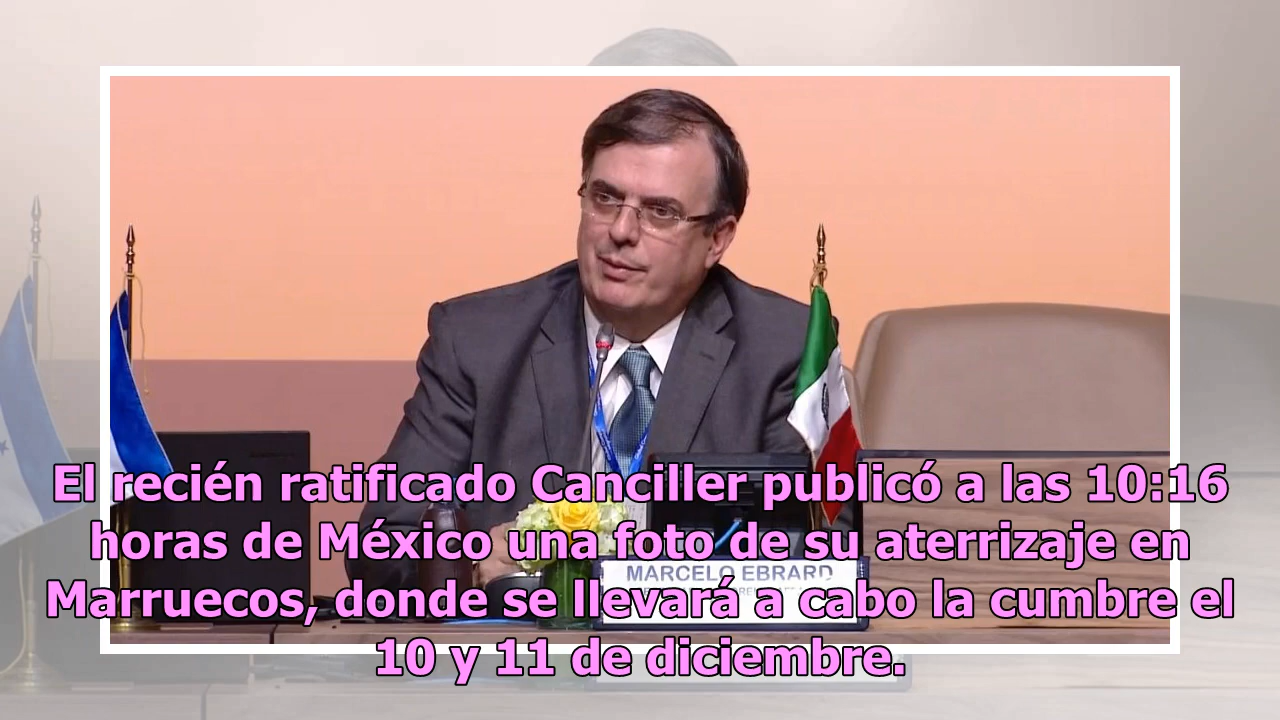 El recién ratificado Canciller publicó a las 10:16
horas de México una foto de su aterrizaje en
Marruecos, donde se llevará a cabo la cumbre el
10 y 11 de diciembre.
MARCELO EBRARD